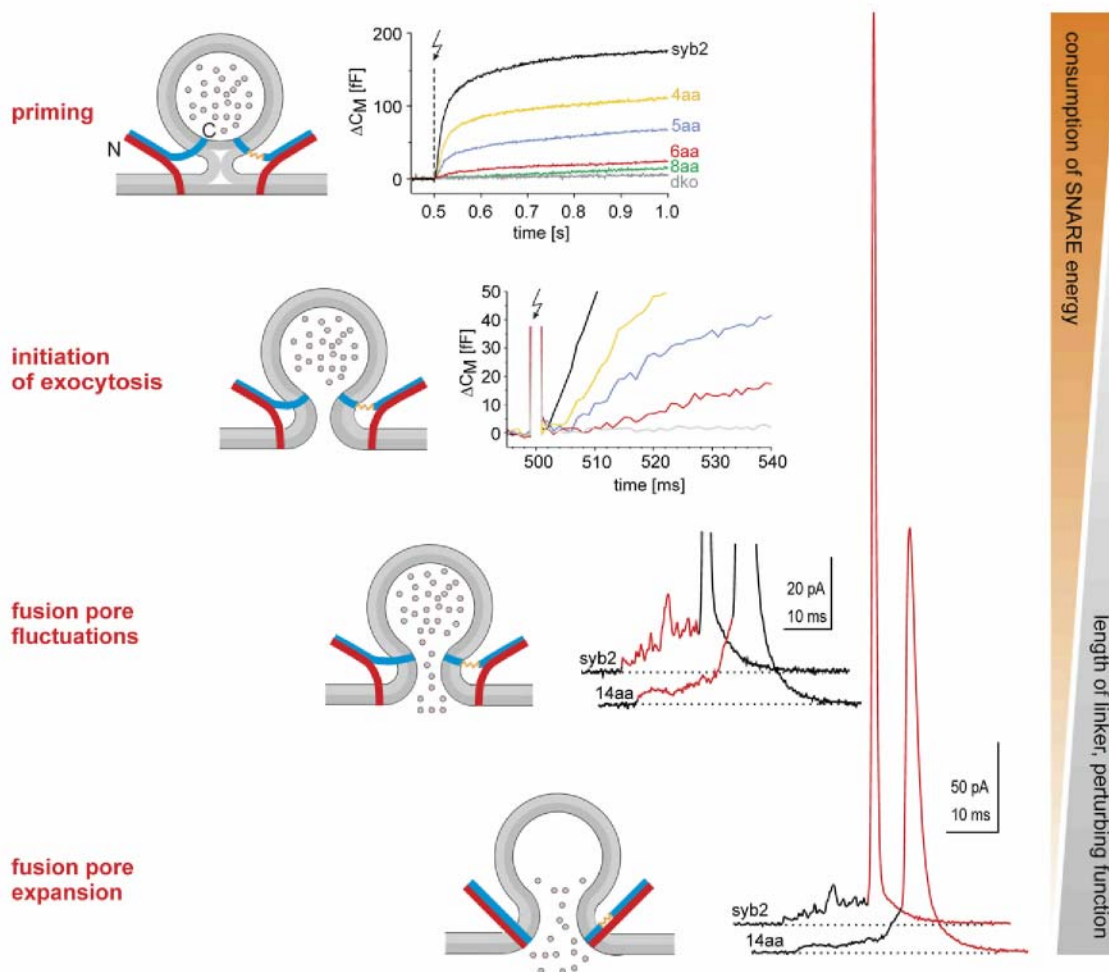 priming
N
C
200
100
0
ΔCM [fF]
syb2
4aa
5aa
6aa
8aa
dko
0.5 0.6 0.7 0.8 0.9 1.0
time [s]
initiation
of exocytosis
50
40
30
20
10
0
ΔCM [fF]
500 510 520 530 540
time [ms]
fusion pore
fluctuations
syb2
14aa
20 pA
10 ms
fusion pore
expansion
syb2
14aa
50 pA
10 ms
consumption of SNARE energy
length of linker, perturbing function